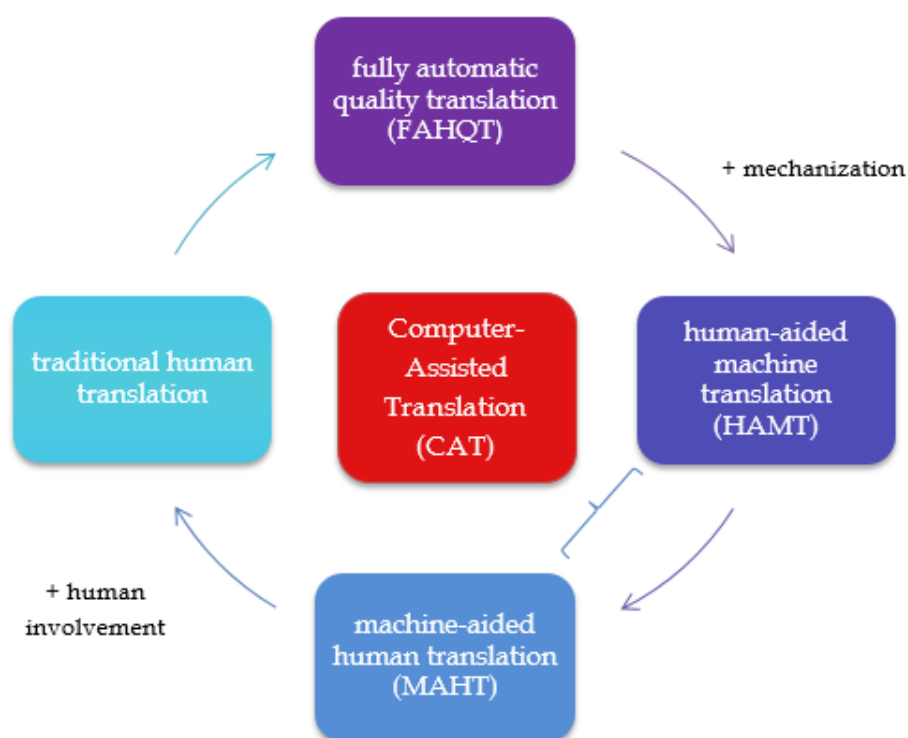 fully automatic
quality translation
(FAHQT)
+ mechanization
traditional human
translation
Computer-
Assisted
Translation
(CAT)
human-aided
machine
translation
(HAMT)
+ human
involvement
machine-aided
human translation
(MAHT)